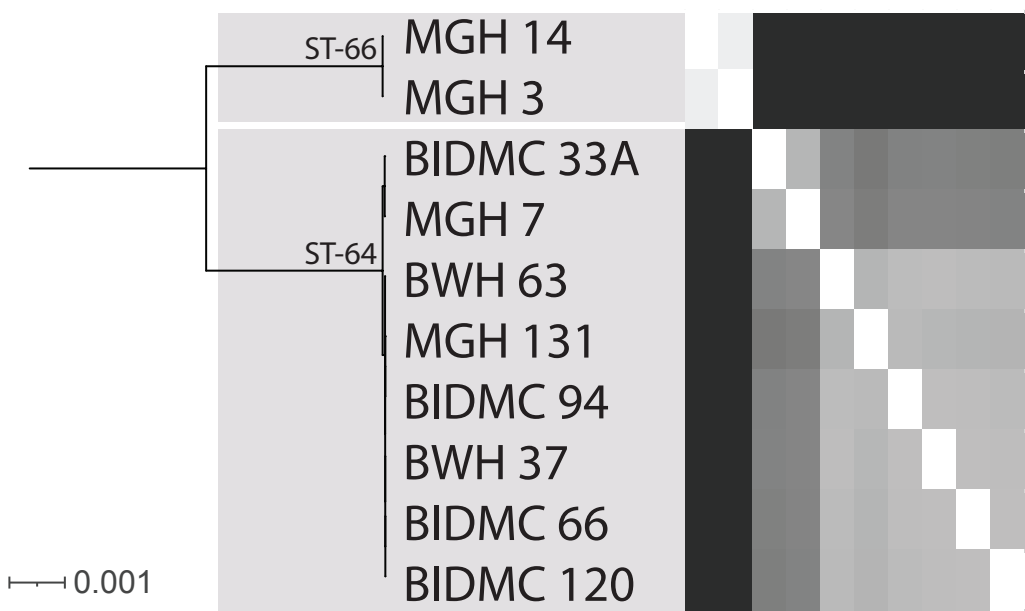 ST-66
MGH 14
MGH 3
BIDMC 33A
MGH 7
ST-64
BWH 63
MGH 131
BIDMC 94
BWH 37
BIDMC 66
BIDMC 120
0.001